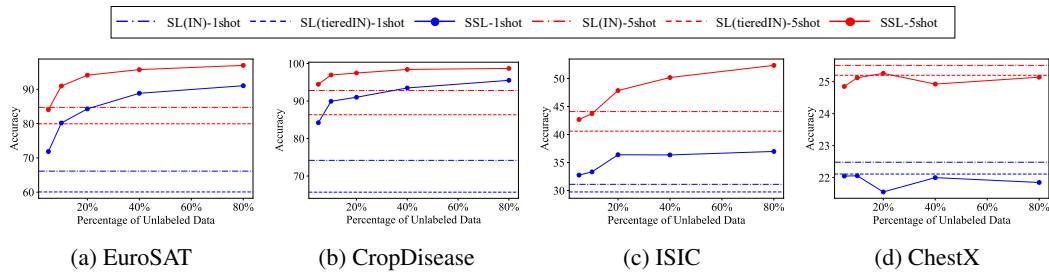 SL(IN)-1shot SL(tieredIN)-1shot SSL-1shot SL(IN)-5shot SL(tieredIN)-5shot SSL-5shot
90
80
70
60
Accuracy
20% 40% 60% 80%
Percentage of Unlabeled Data
(a) EuroSAT
100
90
80
70
Accuracy
20% 40% 60% 80%
Percentage of Unlabeled Data
(b) CropDisease
50
45
40
35
30
Accuracy
20% 40% 60% 80%
Percentage of Unlabeled Data
(c) ISIC
25
24
23
22
Accuracy
20% 40% 60% 80%
Percentage of Unlabeled Data
(d) ChestX